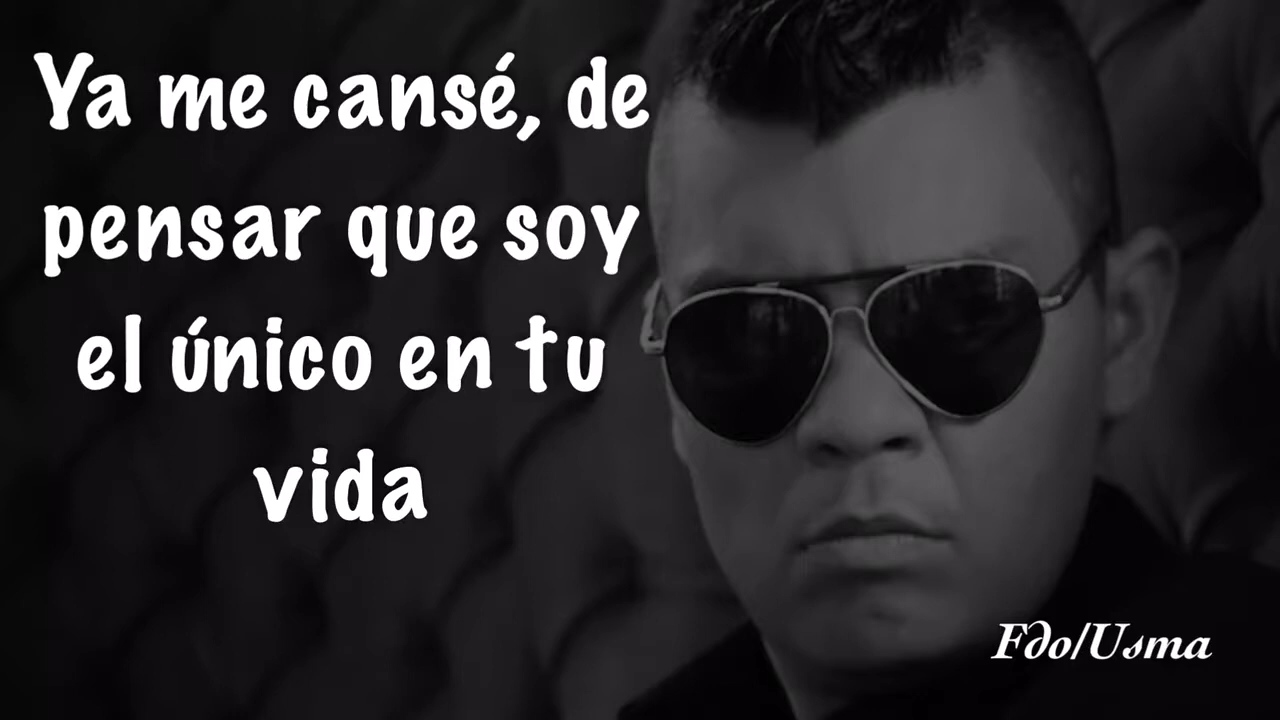 Ya me cansé, de
pensar que soy
el único en tu
vida
Fdo/Usma